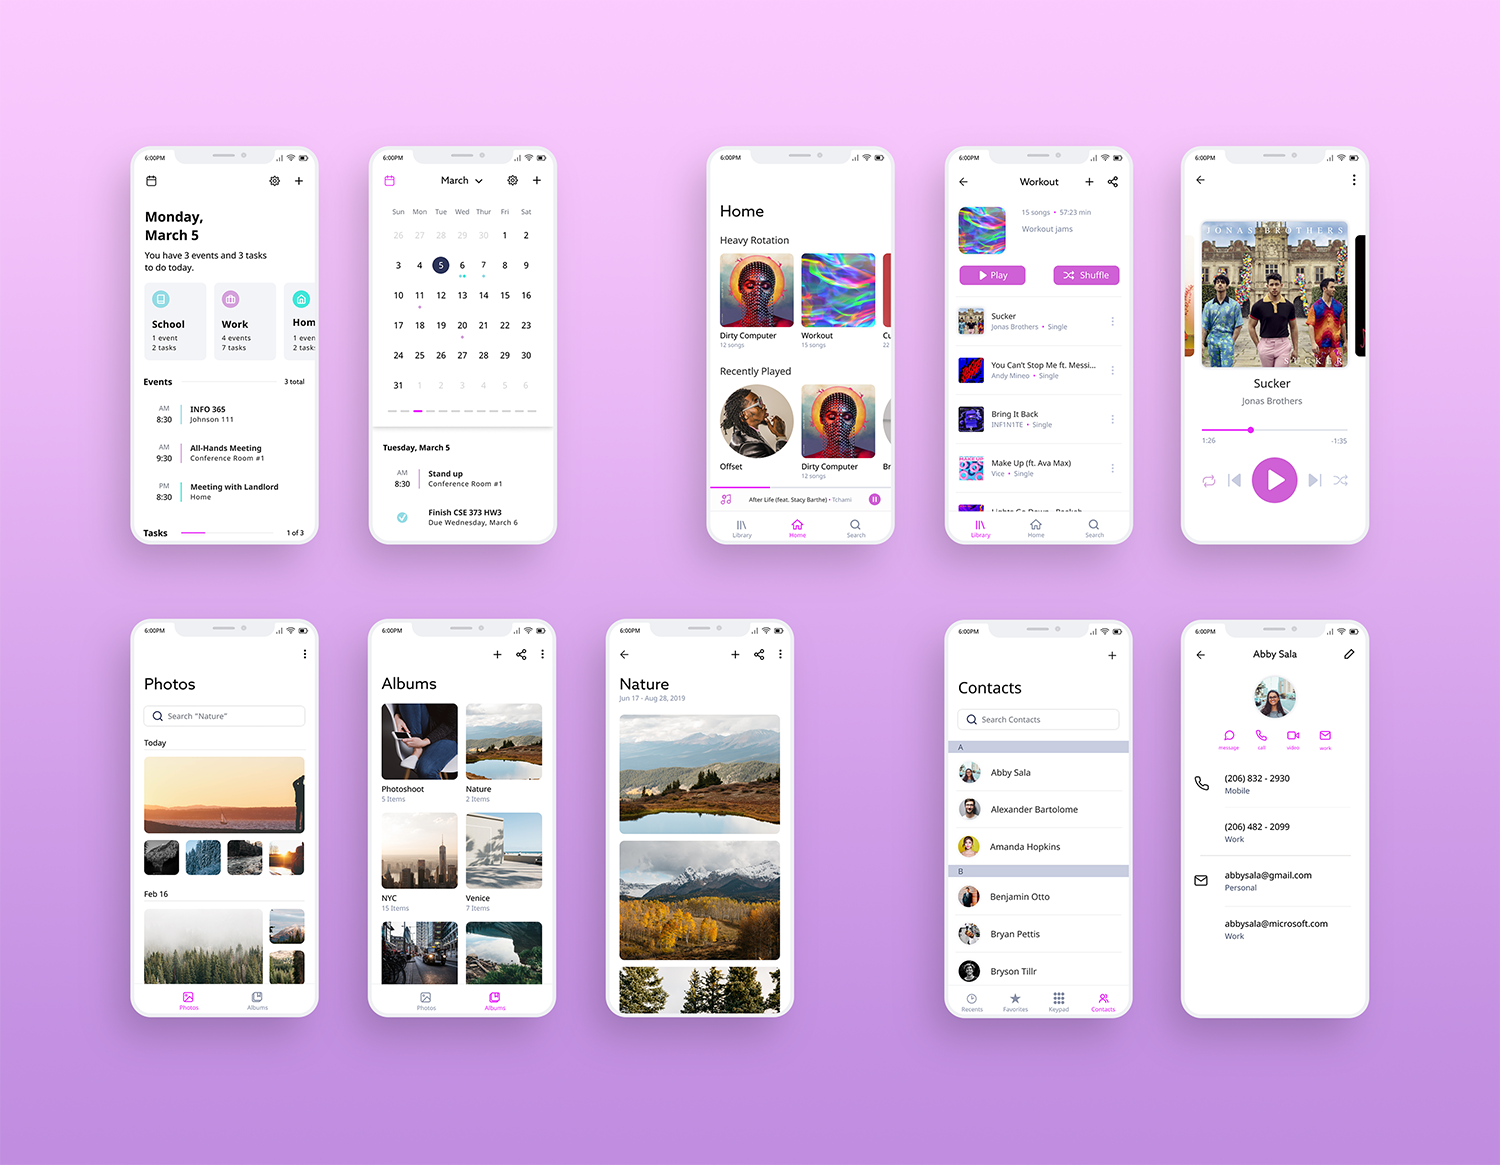 6:00PM
Monday,
March 5
You have 3 events and 3 tasks
to do today.
School
1 event
2 tasks
Work
4 events
7 tasks
Hom
1 even
2 task
Events
3 total
AM
8:30
INFO 365
Johnson 111
AM
9:30
All-Hands Meeting
Conference Room #1
PM
8:30
Meeting with Landlord
Home
Tasks
1 of 3
6:00PM
March
Sun Mon Tue Wed Thur Fri Sat
26 27 28 29 30 1 2
3 4 5 6 7 8 9
10 11 12 13 14 15 16
17 18 19 20 21 22 23
24 25 26 27 28 29 30
31 1 2 3 4 5 6
Tuesday, March 5
AM
8:30
Stand up
Conference Room #1
Finish CSE 373 HW3
Due Wednesday, March 6
6:00PM
Home
Heavy Rotation
Dirty Computer
12 songs
Workout
15 songs
Cu
22
Recently Played
Offset
Dirty Computer
12 songs
Br
After Life (feat. Stacy Barthe) • Tchami
Library
Home
Search
6:00PM
Workout
15 songs • 57:23 min
Workout jams
Play
Shuffle
Sucker
Jonas Brothers • Single
You Can't Stop Me ft. Messi...
Andy Mineo • Single
Bring It Back
INF1N1TE • Single
Make Up (ft. Ava Max)
Vice • Single
Lights Go Down - Rockah
Library
Home
Search
6:00PM
JONAS BROTHERS
SUCKER
Sucker
Jonas Brothers
1:26
-1:35
6:00PM
Photos
Search "Nature"
Today
Feb 16
Photos
Albums
6:00PM
Albums
Photoshoot
5 Items
Nature
2 Items
NYC
15 Items
Venice
7 Items
Photos
Albums
6:00PM
Nature
Jun 17 - Aug 28, 2019
6:00PM
Contacts
Search Contacts
A
Abby Sala
Alexander Bartolome
Amanda Hopkins
B
Benjamin Otto
Bryan Pettis
Bryson Tillr
Recents
Favorites
Keypad
Contacts
6:00PM
Abby Sala
message
call
video
work
(206) 832 - 2930
Mobile
(206) 482 - 2099
Work
abbysala@gmail.com
Personal
abbysala@microsoft.com
Work